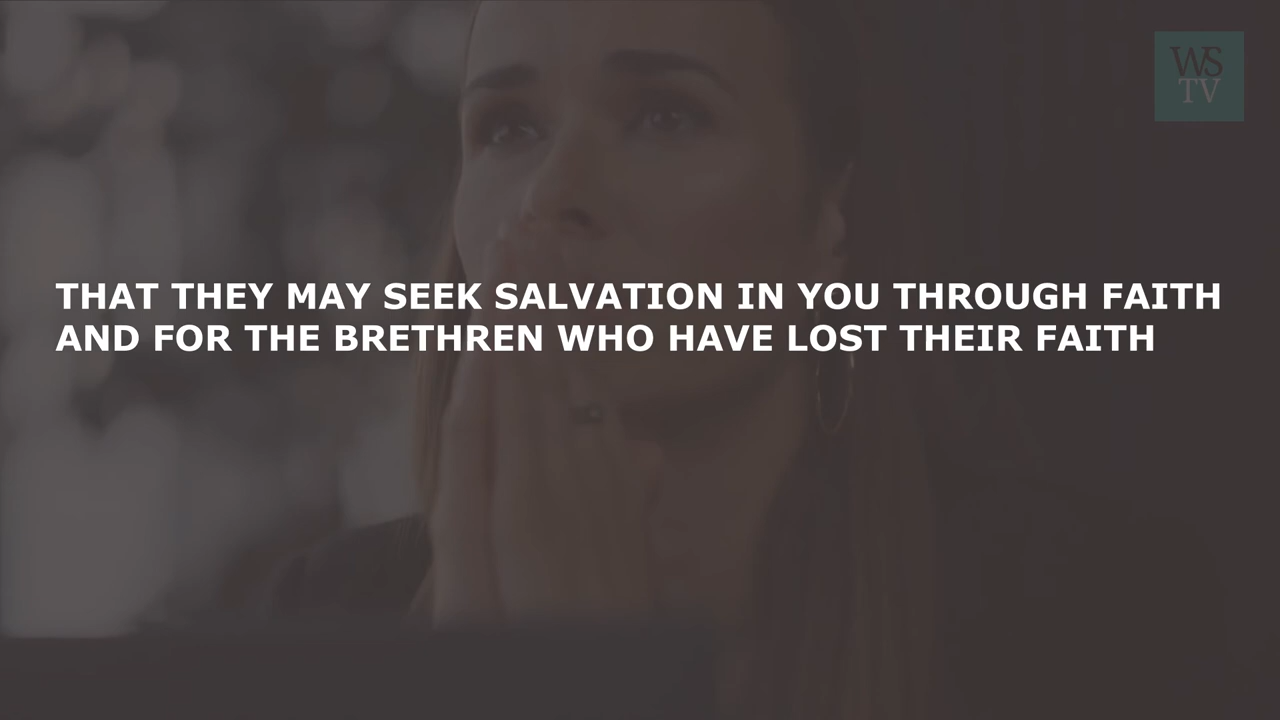 WS
TV
THAT THEY MAY SEEK SALVATION IN YOU THROUGH FAITH
AND FOR THE BRETHREN WHO HAVE LOST THEIR FAITH